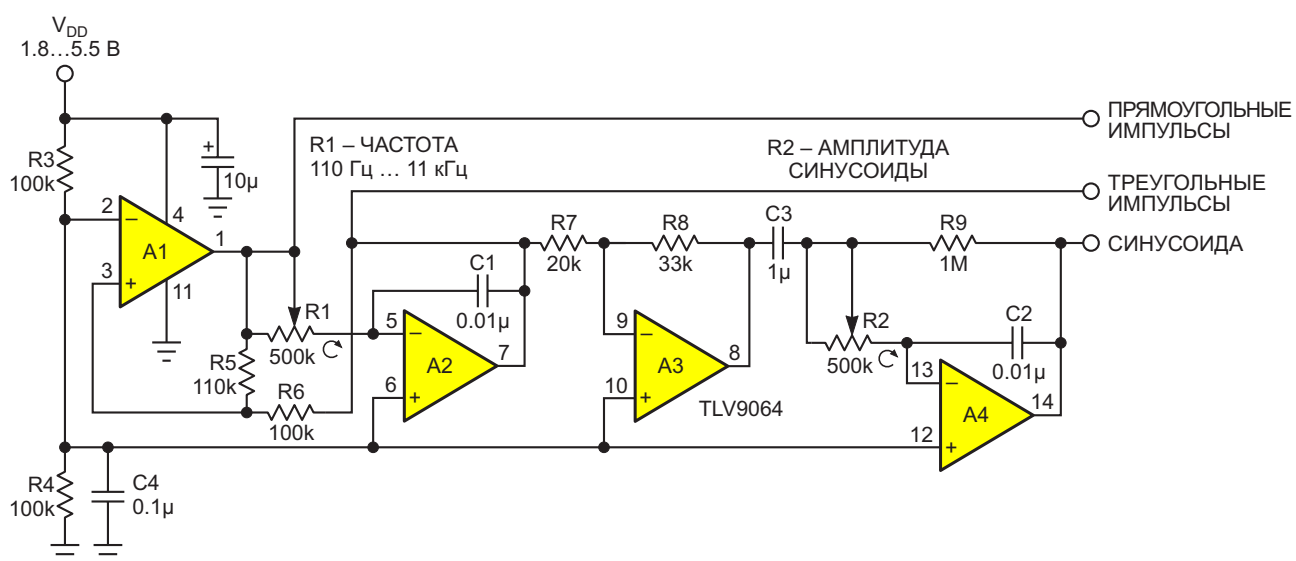 V_DD
1.8…5.5 В
ПРЯМОУГОЛЬНЫЕ
ИМПУЛЬСЫ
R1 – ЧАСТОТА
110 Гц … 11 кГц
R2 – АМПЛИТУДА
СИНУСОИДЫ
ТРЕУГОЛЬНЫЕ
ИМПУЛЬСЫ
СИНУСОИДА
R3
100k
+
10µ
2
–
4
A1
1
3
+
11
R7
20k
R8
33k
C3
1µ
R9
1M
C1
0.01µ
R1
500k
R5
110k
R6
100k
5
–
A2
7
6
+
9
–
A3
8
10
+
TLV9064
R2
500k
C2
0.01µ
13
–
A4
14
12
+
R4
100k
C4
0.1µ